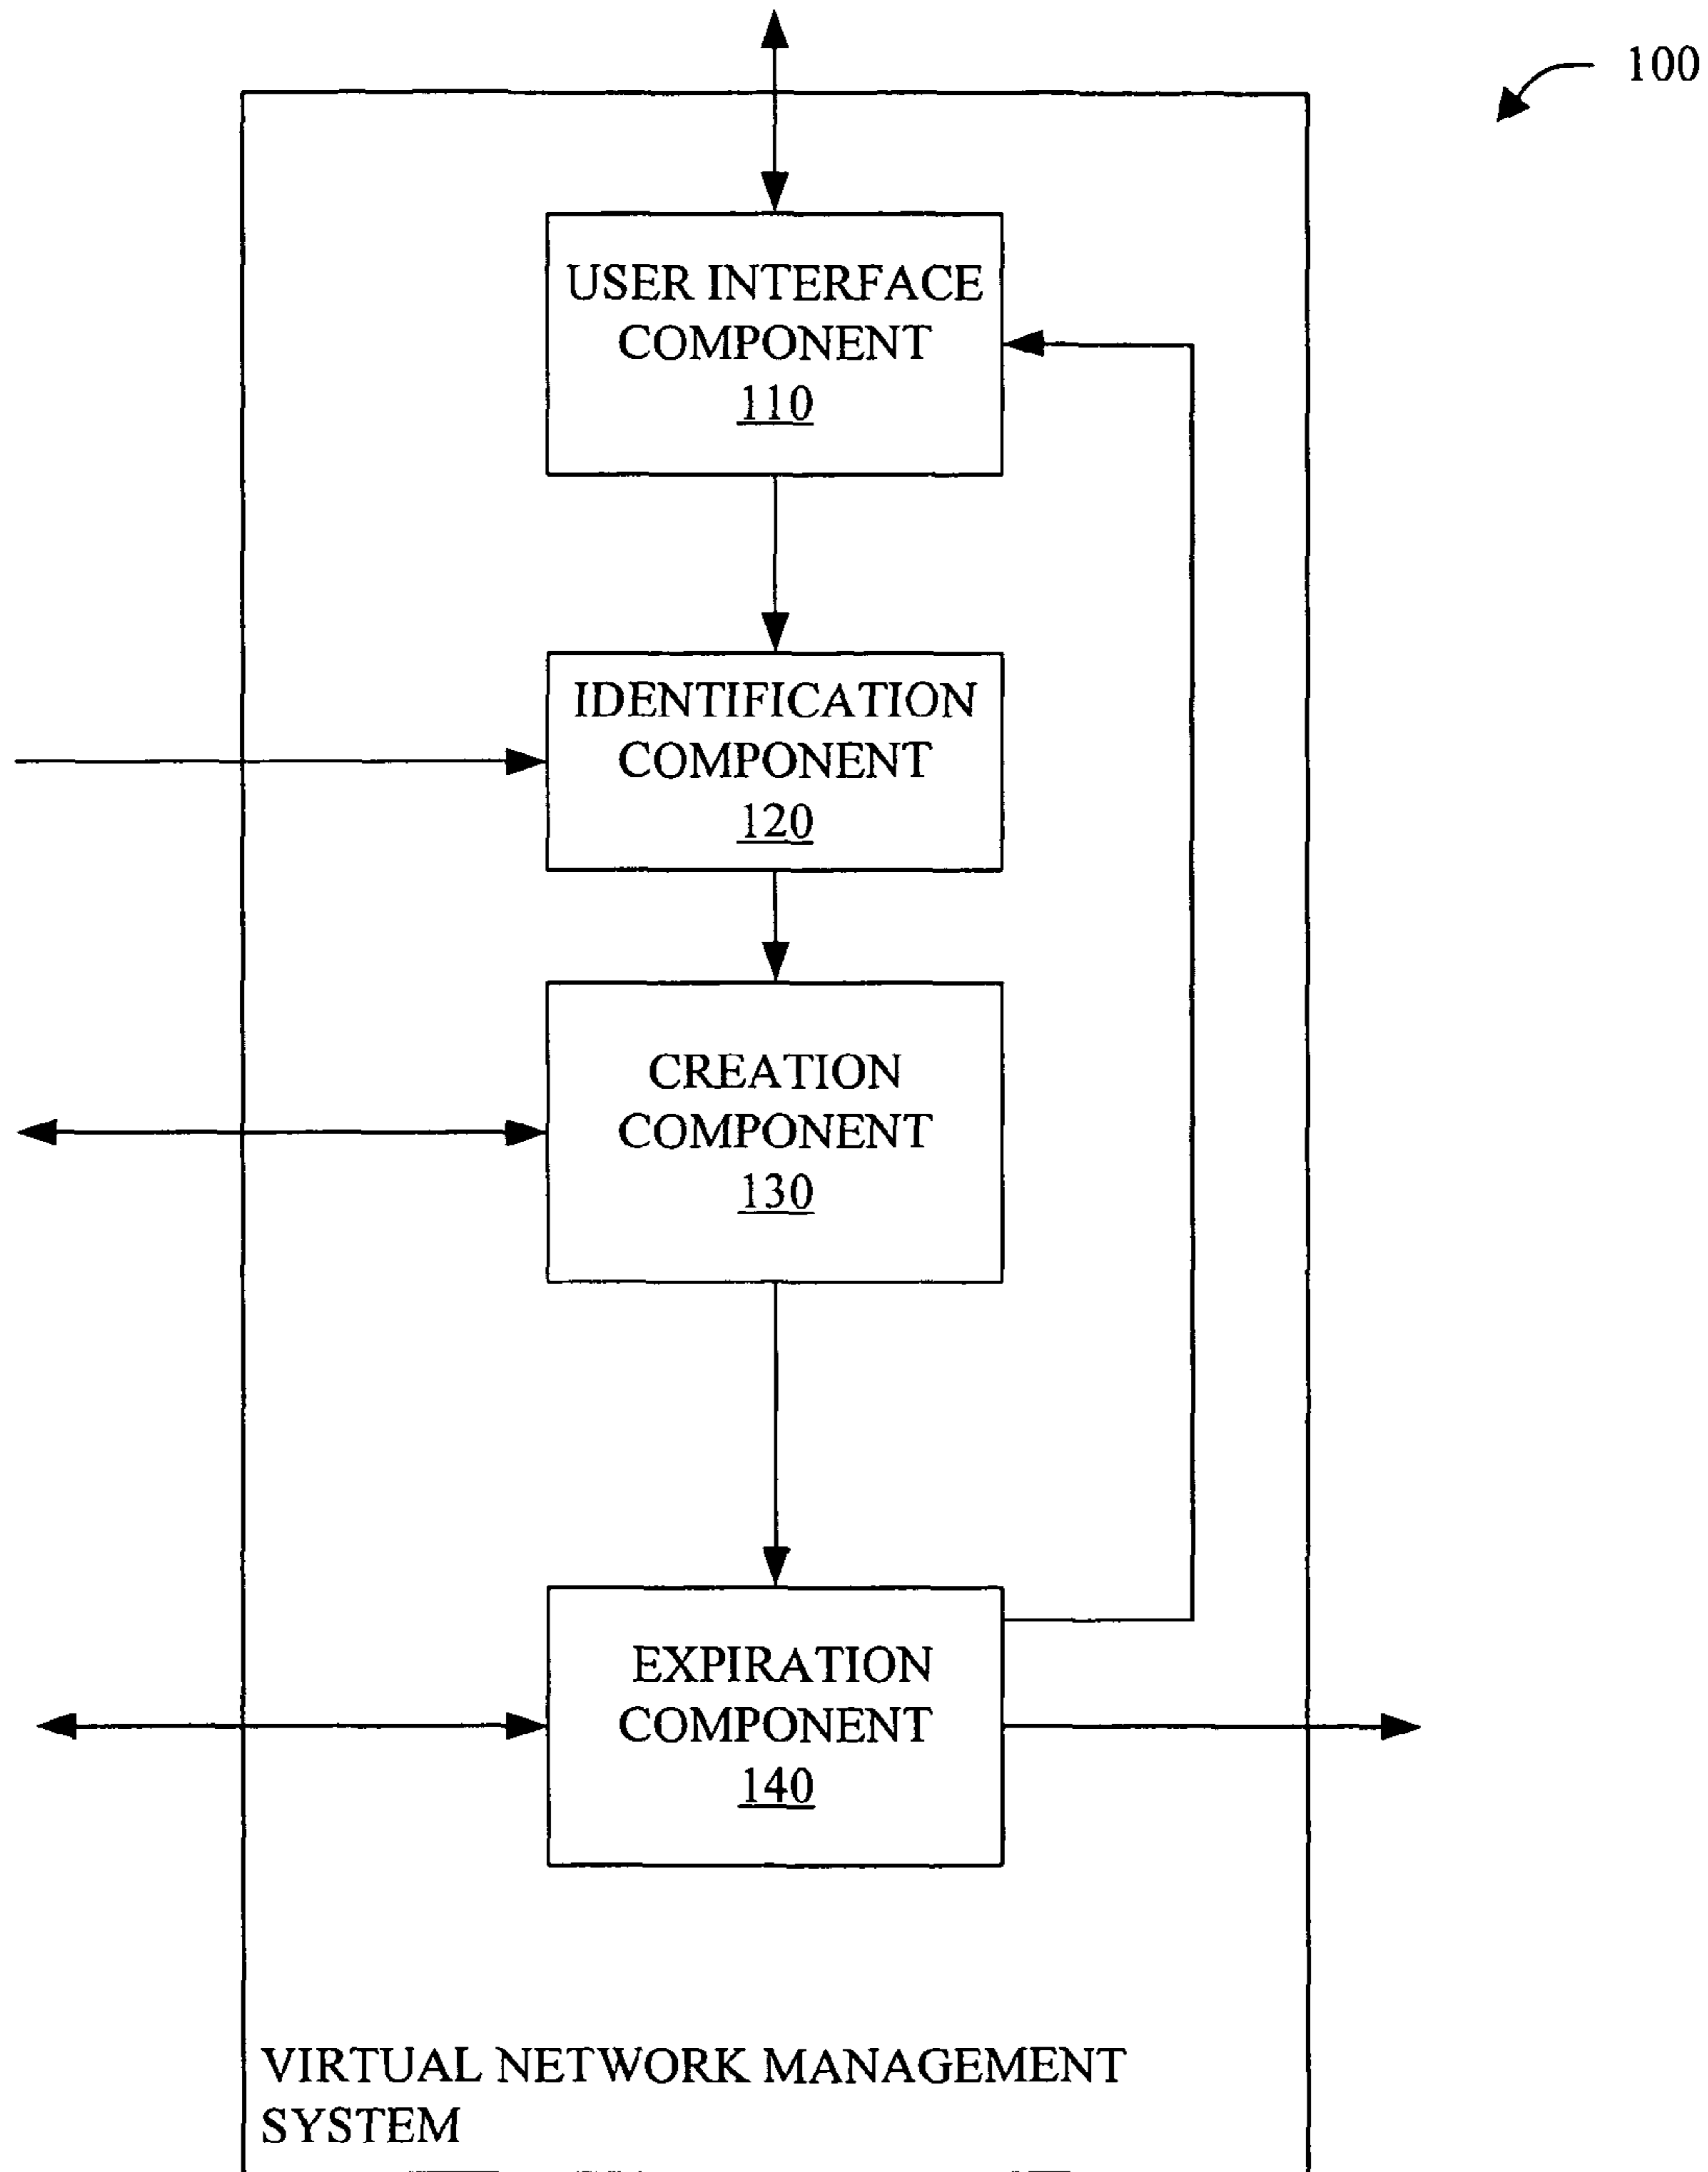 100
USER INTERFACE
COMPONENT
110
IDENTIFICATION
COMPONENT
120
CREATION
COMPONENT
130
EXPIRATION
COMPONENT
140
VIRTUAL NETWORK MANAGEMENT
SYSTEM